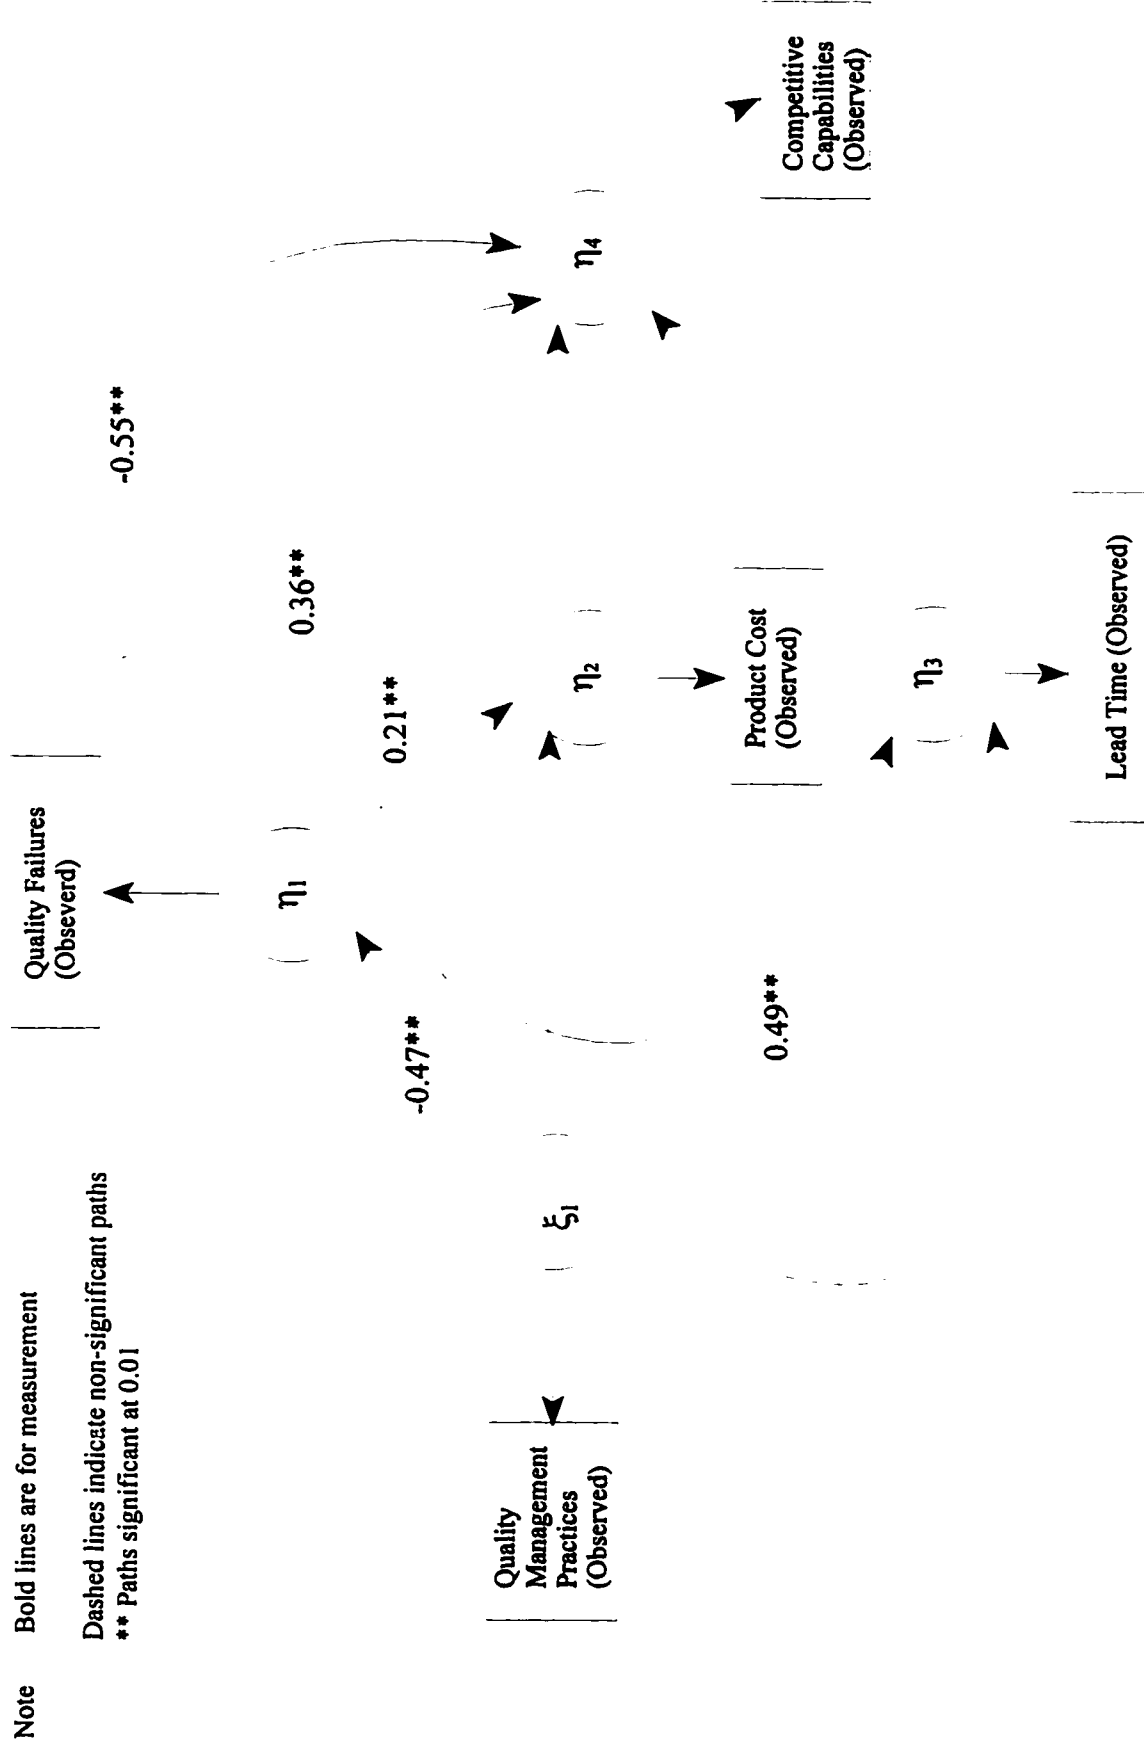 Note Bold lines are for measurement
Dashed lines indicate non-significant paths
** Paths significant at 0.01
Quality Failures
(Obseverd)
-0.55**
η1
0.36**
-0.47**
0.21**
Quality
Management
Practices
(Observed)
ξ1
η2
η4
0.49**
Product Cost
(Observed)
Competitive
Capabilities
(Observed)
η3
Lead Time (Observed)